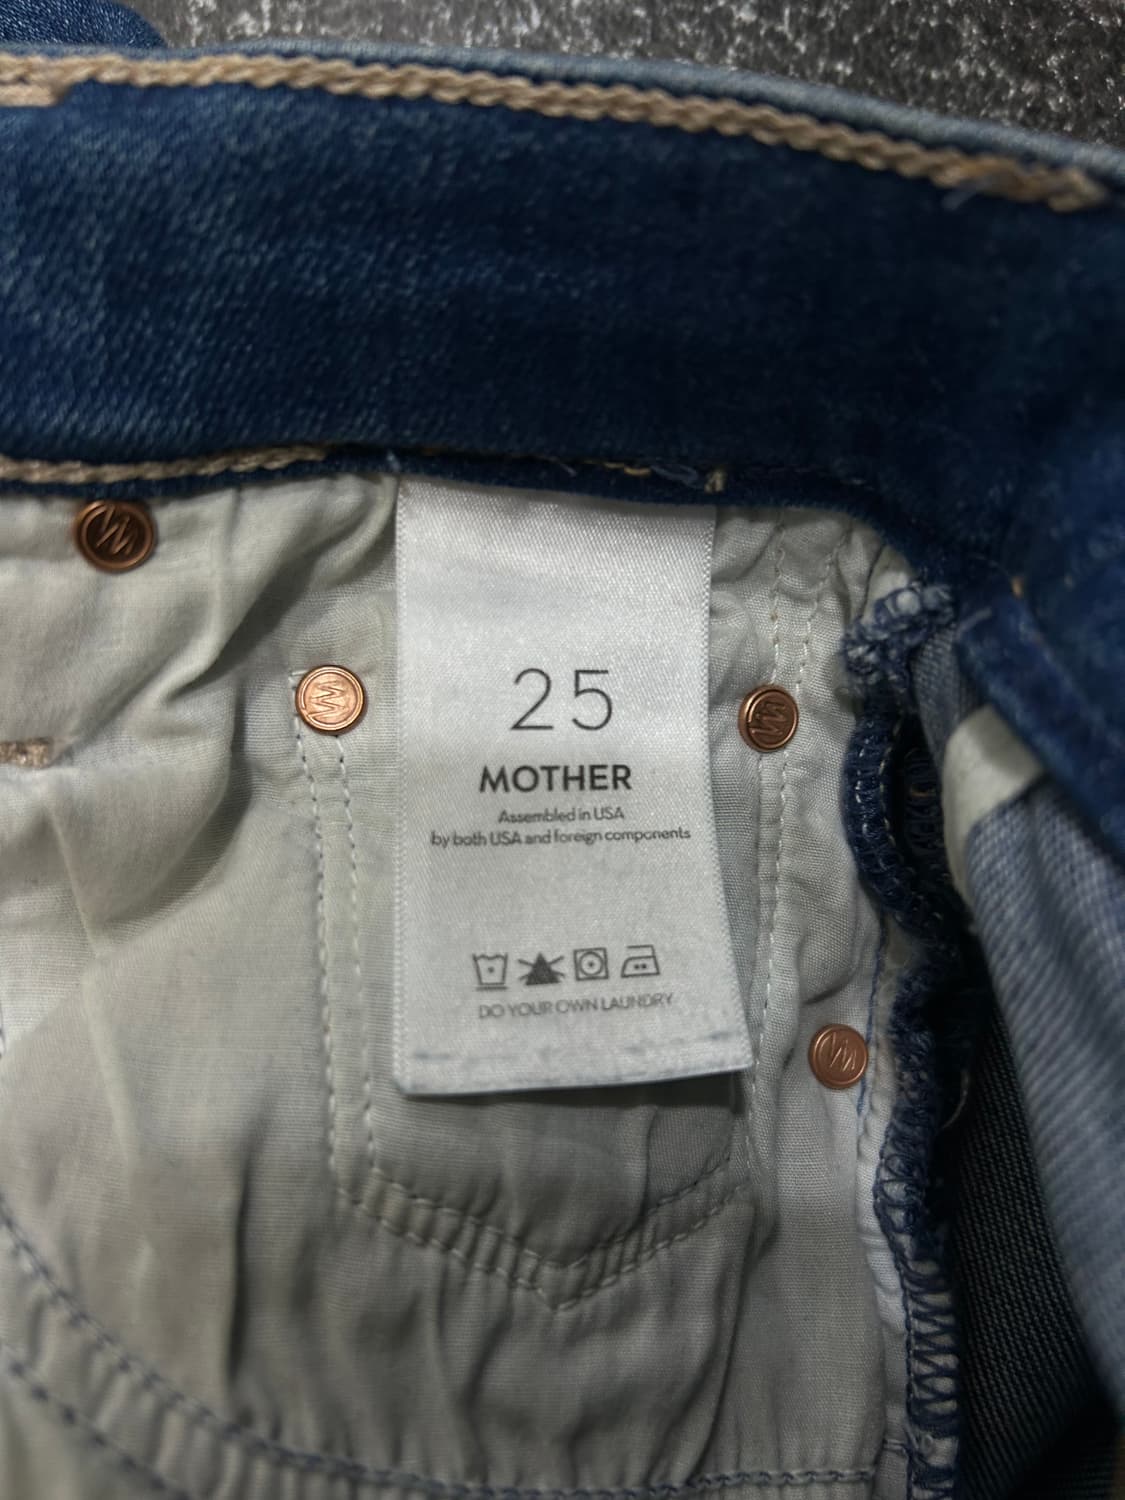 25
MOTHER
Assembled in USA
by both USA and foreign components
DO YOUR OWN LAUNDRY